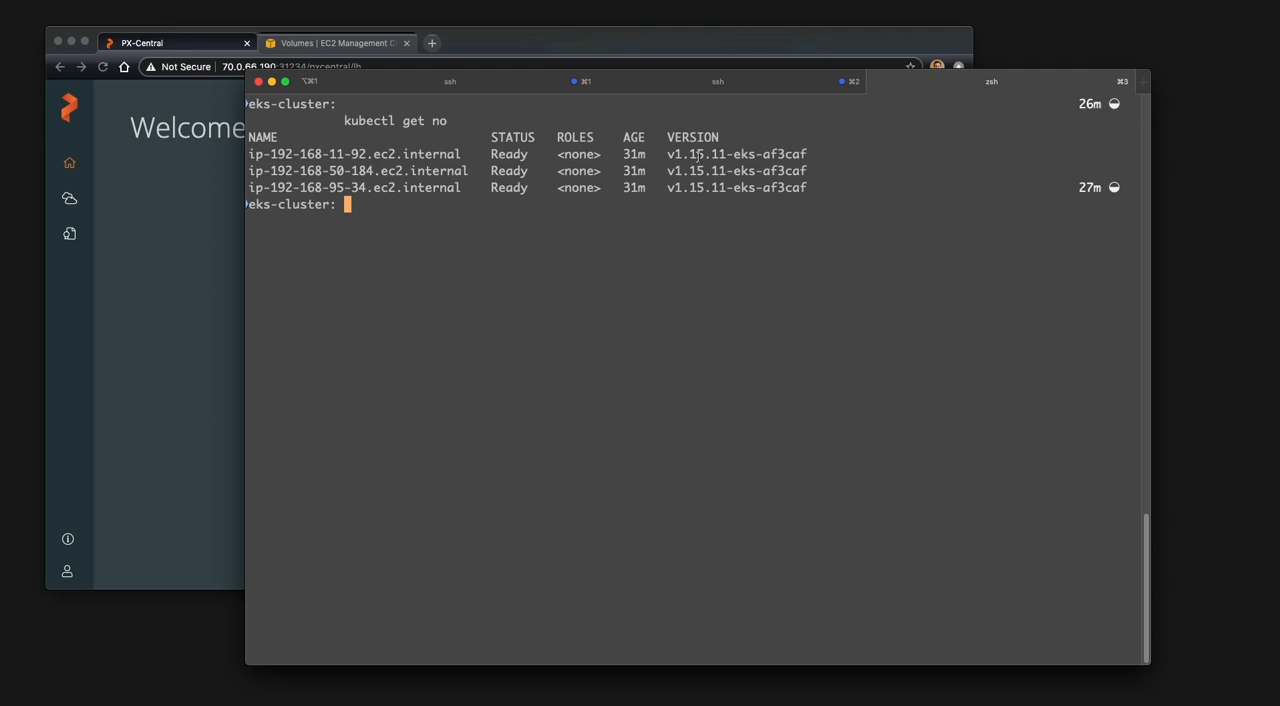 PX-Central
Volumes | EC2 Management C
Not Secure 70.0.66.190:31234/pxcentral/lh
Welcome
⌥⌘1 ssh ⌘1 ssh ⌘2 zsh ⌘3
eks-cluster: 26m
kubectl get no
NAME STATUS ROLES AGE VERSION
ip-192-168-11-92.ec2.internal Ready <none> 31m v1.15.11-eks-af3caf
ip-192-168-50-184.ec2.internal Ready <none> 31m v1.15.11-eks-af3caf
ip-192-168-95-34.ec2.internal Ready <none> 31m v1.15.11-eks-af3caf 27m
eks-cluster: